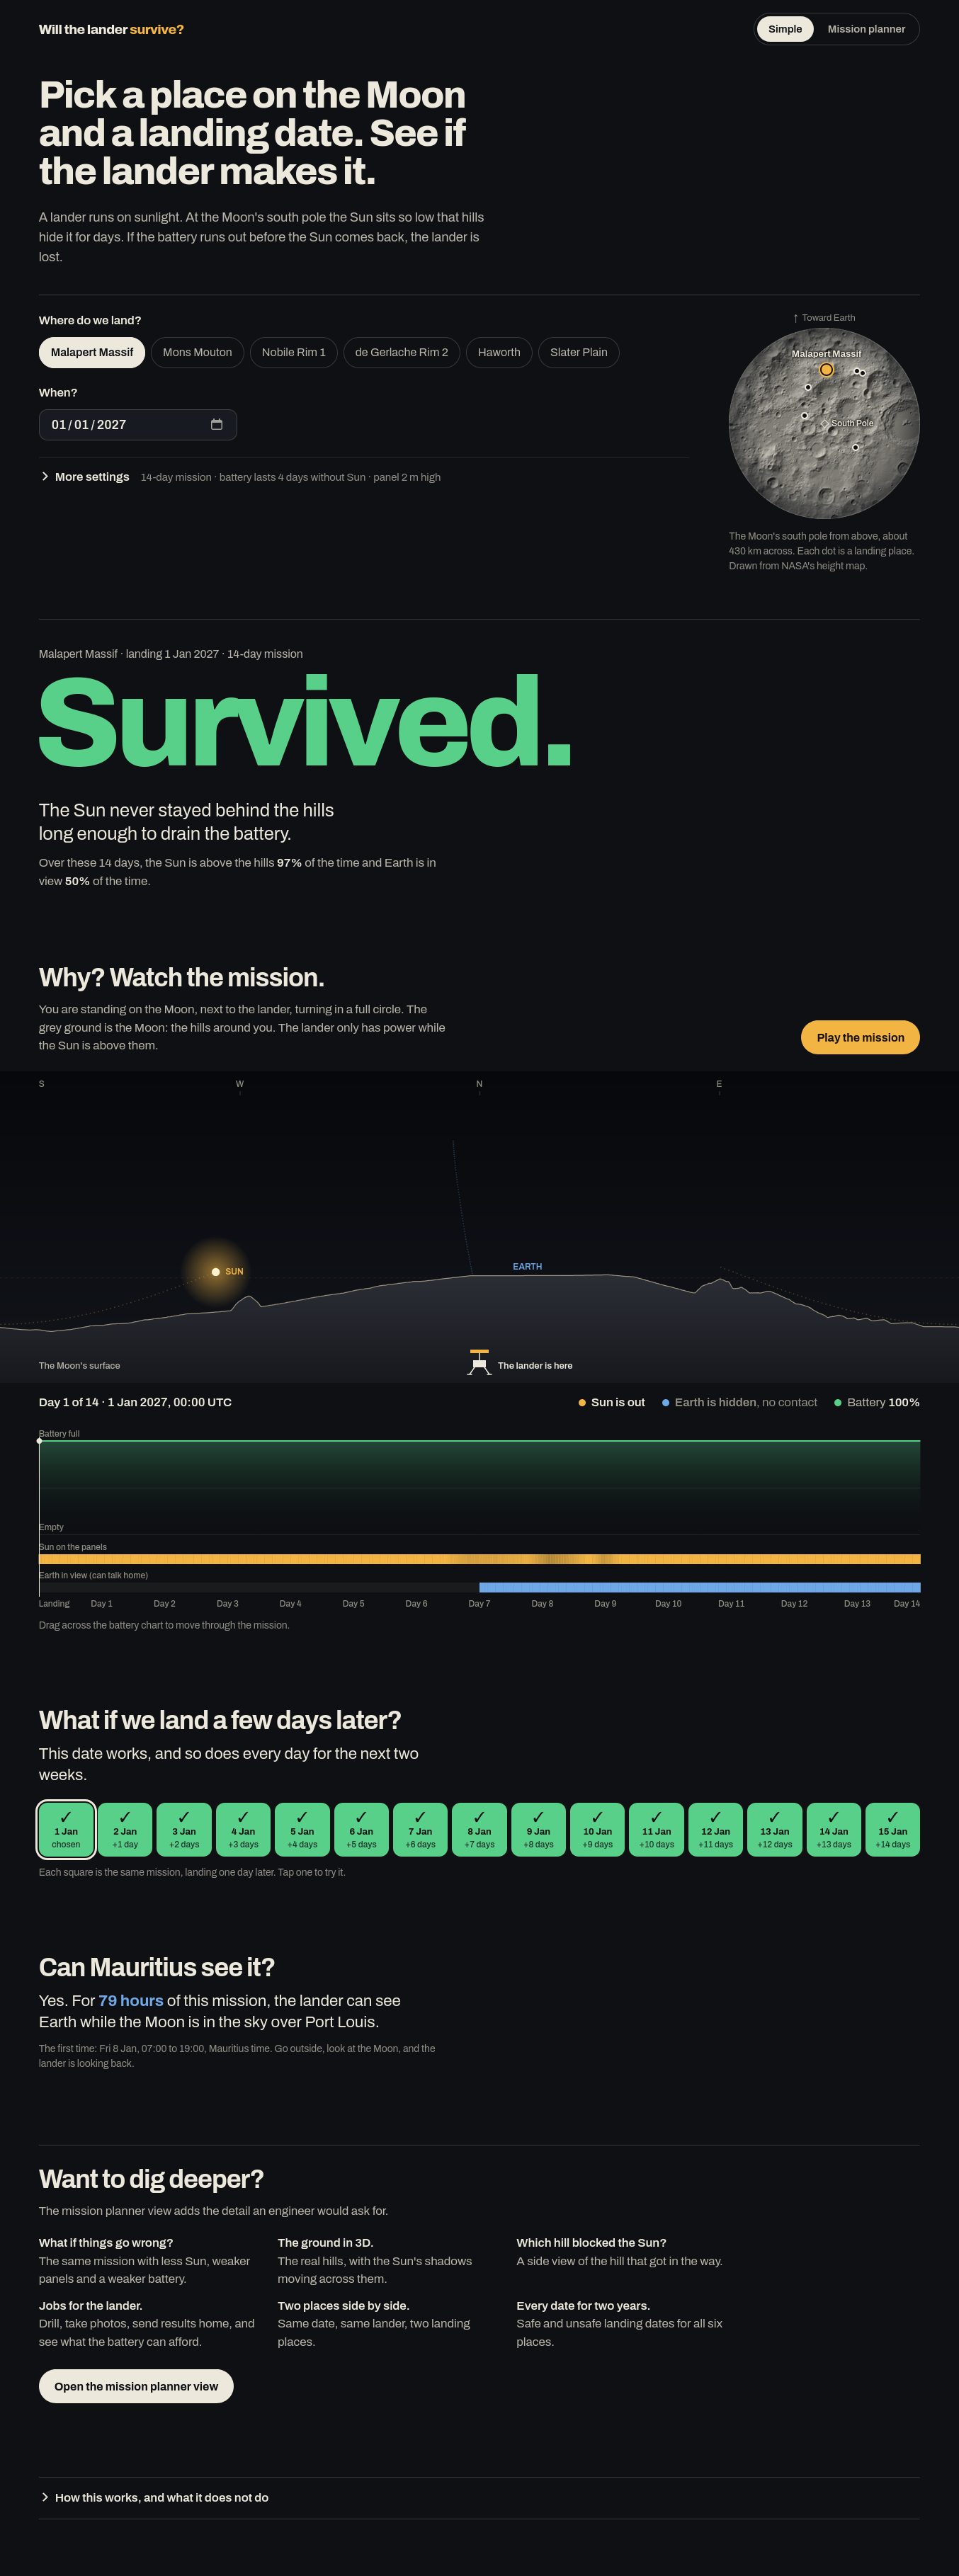 Will the lander survive?
Simple
Mission planner
Pick a place on the Moon
and a landing date. See if
the lander makes it.
A lander runs on sunlight. At the Moon's south pole the Sun sits so low that hills
hide it for days. If the battery runs out before the Sun comes back, the lander is
lost.
Where do we land?
Malapert Massif
Mons Mouton
Nobile Rim 1
de Gerlache Rim 2
Haworth
Slater Plain
When?
01/01/2027
More settings
14-day mission · battery lasts 4 days without Sun · panel 2 m high
↑ Toward Earth
Malapert Massif
South Pole
The Moon's south pole from above, about
430 km across. Each dot is a landing place.
Drawn from NASA's height map.
Malapert Massif · landing 1 Jan 2027 · 14-day mission
Survived.
The Sun never stayed behind the hills
long enough to drain the battery.
Over these 14 days, the Sun is above the hills 97% of the time and Earth is in
view 50% of the time.
Why? Watch the mission.
You are standing on the Moon, next to the lander, turning in a full circle. The
grey ground is the Moon: the hills around you. The lander only has power while
the Sun is above them.
Play the mission
S
W
N
E
SUN
EARTH
The Moon's surface
The lander is here
Day 1 of 14 · 1 Jan 2027, 00:00 UTC
Sun is out
Earth is hidden, no contact
Battery 100%
Battery full
Empty
Sun on the panels
Earth in view (can talk home)
Landing Day 1 Day 2 Day 3 Day 4 Day 5 Day 6 Day 7 Day 8 Day 9 Day 10 Day 11 Day 12 Day 13 Day 14
Drag across the battery chart to move through the mission.
What if we land a few days later?
This date works, and so does every day for the next two
weeks.
✓ ✓ ✓ ✓ ✓ ✓ ✓ ✓ ✓ ✓ ✓ ✓ ✓ ✓ ✓
1 Jan 2 Jan 3 Jan 4 Jan 5 Jan 6 Jan 7 Jan 8 Jan 9 Jan 10 Jan 11 Jan 12 Jan 13 Jan 14 Jan 15 Jan
chosen +1 day +2 days +3 days +4 days +5 days +6 days +7 days +8 days +9 days +10 days +11 days +12 days +13 days +14 days
Each square is the same mission, landing one day later. Tap one to try it.
Can Mauritius see it?
Yes. For 79 hours of this mission, the lander can see
Earth while the Moon is in the sky over Port Louis.
The first time: Fri 8 Jan, 07:00 to 19:00, Mauritius time. Go outside, look at the Moon, and the
lander is looking back.
Want to dig deeper?
The mission planner view adds the detail an engineer would ask for.
What if things go wrong?
The same mission with less Sun, weaker
panels and a weaker battery.
The ground in 3D.
The real hills, with the Sun's shadows
moving across them.
Which hill blocked the Sun?
A side view of the hill that got in the way.
Jobs for the lander.
Drill, take photos, send results home, and
see what the battery can afford.
Two places side by side.
Same date, same lander, two landing
places.
Every date for two years.
Safe and unsafe landing dates for all six
places.
Open the mission planner view
How this works, and what it does not do